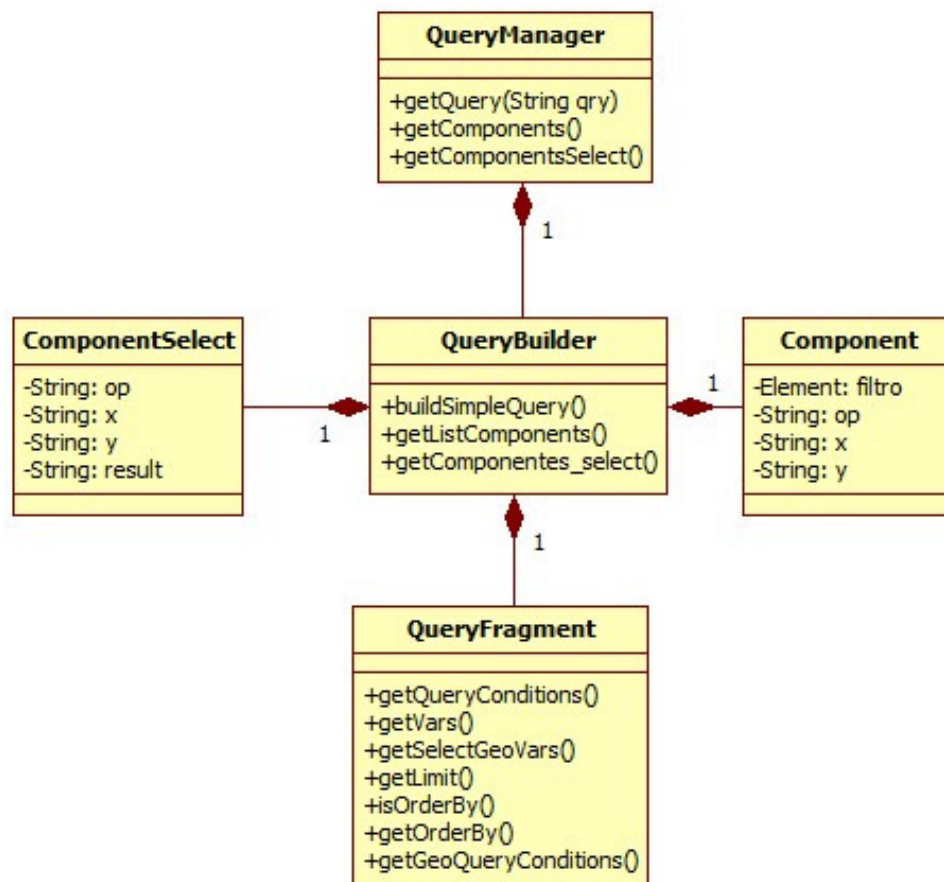 QueryManager
+getQuery(String qry)
+getComponents()
+getComponentsSelect()
1
ComponentSelect
-String: op
-String: x
-String: y
-String: result
1
QueryBuilder
+buildSimpleQuery()
+getListComponents()
+getComponentes_select()
1
Component
-Element: filtro
-String: op
-String: x
-String: y
1
QueryFragment
+getQueryConditions()
+getVars()
+getSelectGeoVars()
+getLimit()
+isOrderBy()
+getOrderBy()
+getGeoQueryConditions()